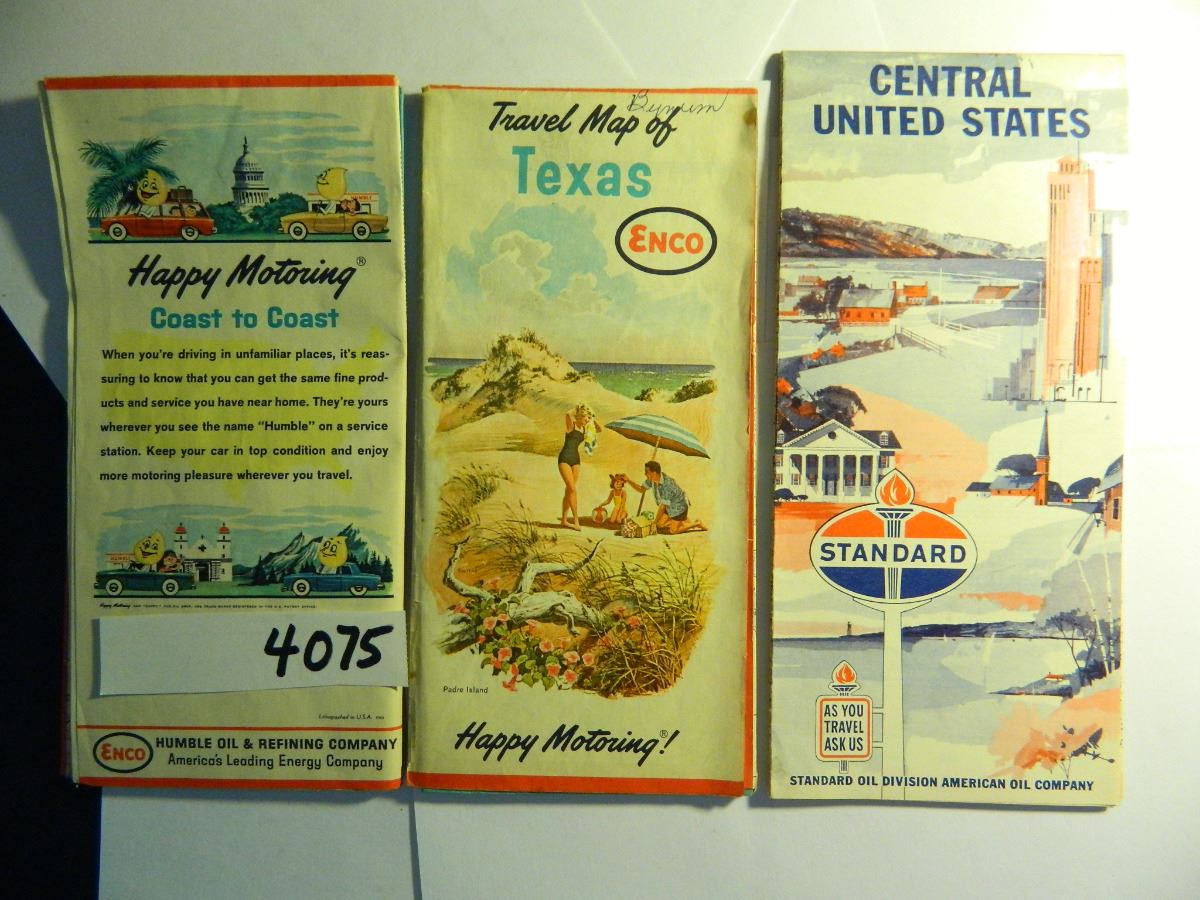 HUMBLE
Happy Motoring®
Coast to Coast
When you're driving in unfamiliar places, it's reas-
suring to know that you can get the same fine prod-
ucts and service you have near home. They're yours
wherever you see the name "Humble" on a service
station. Keep your car in top condition and enjoy
more motoring pleasure wherever you travel.
HUMBLE
4075
Lithographed in U.S.A.
ENCO
HUMBLE OIL & REFINING COMPANY
America's Leading Energy Company
Bynum
Travel Map of
Texas
ENCO
Padre Island
Happy Motoring®!
CENTRAL
UNITED STATES
STANDARD
AS YOU
TRAVEL
ASK US
STANDARD OIL DIVISION AMERICAN OIL COMPANY